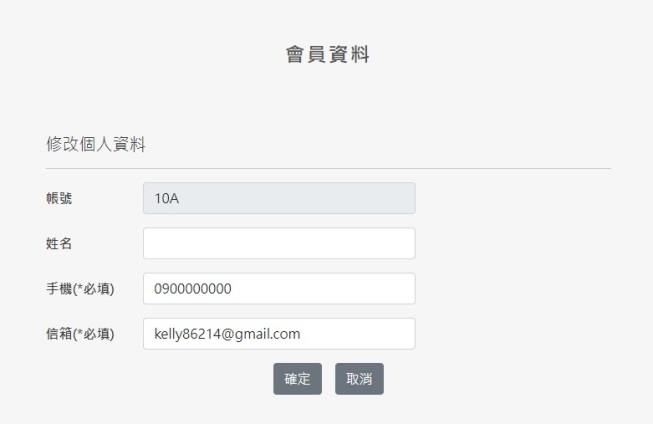 會員資料
修改個人資料
帳號 10A
姓名
手機(*必填) 0900000000
信箱(*必填) kelly86214@gmail.com
確定 取消